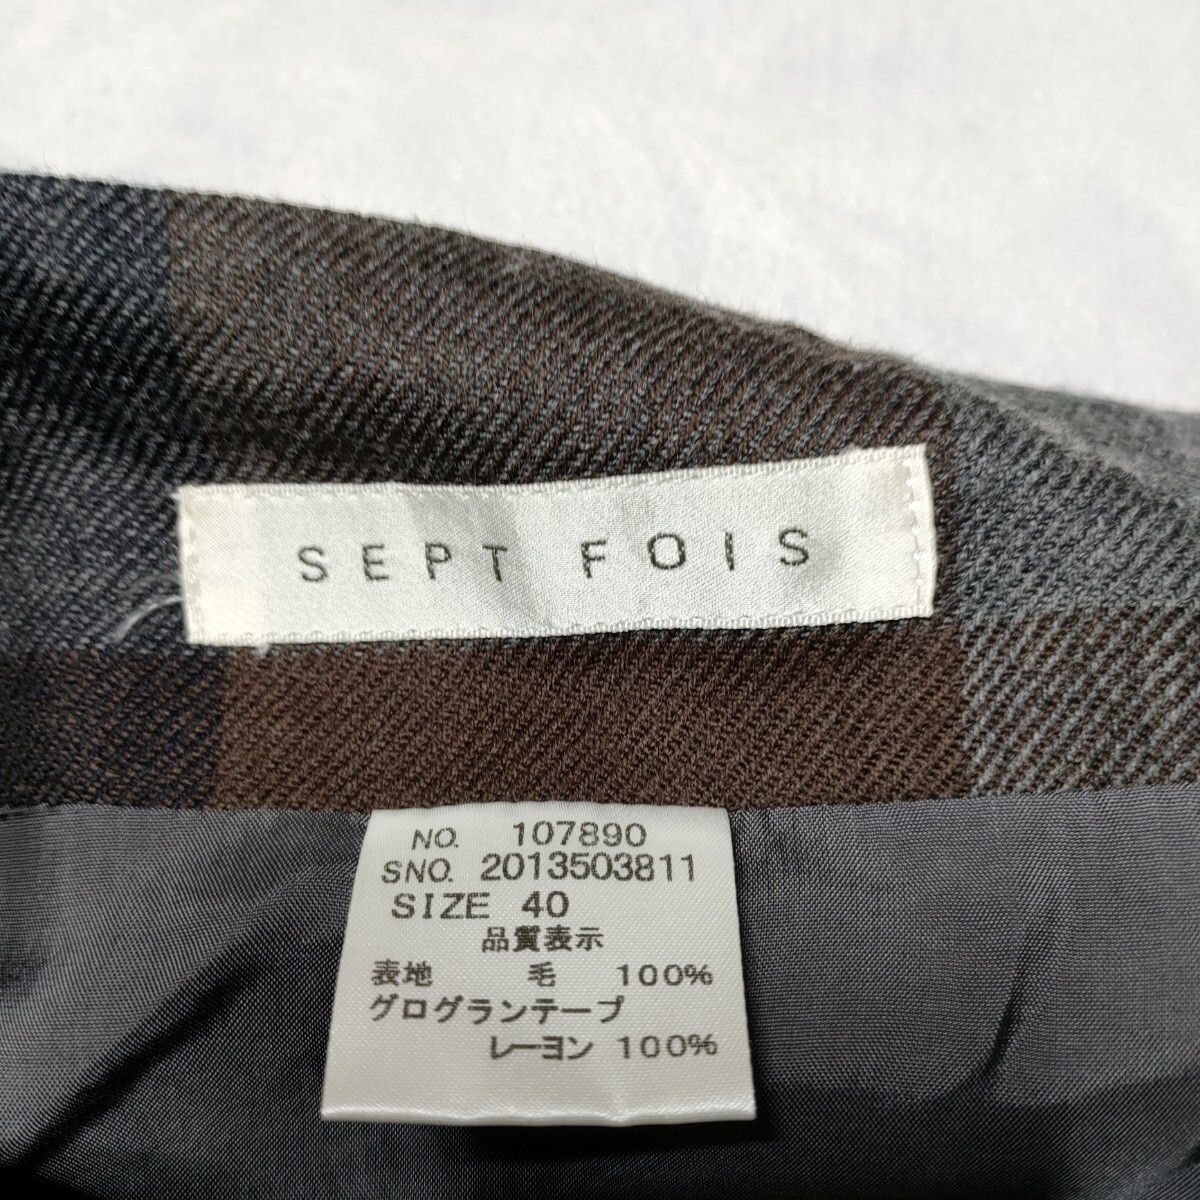 SEPT FOIS
NO. 107890
SNO. 2013503811
SIZE 40
品質表示
表地 毛 100%
グログランテープ
レーヨン 100%